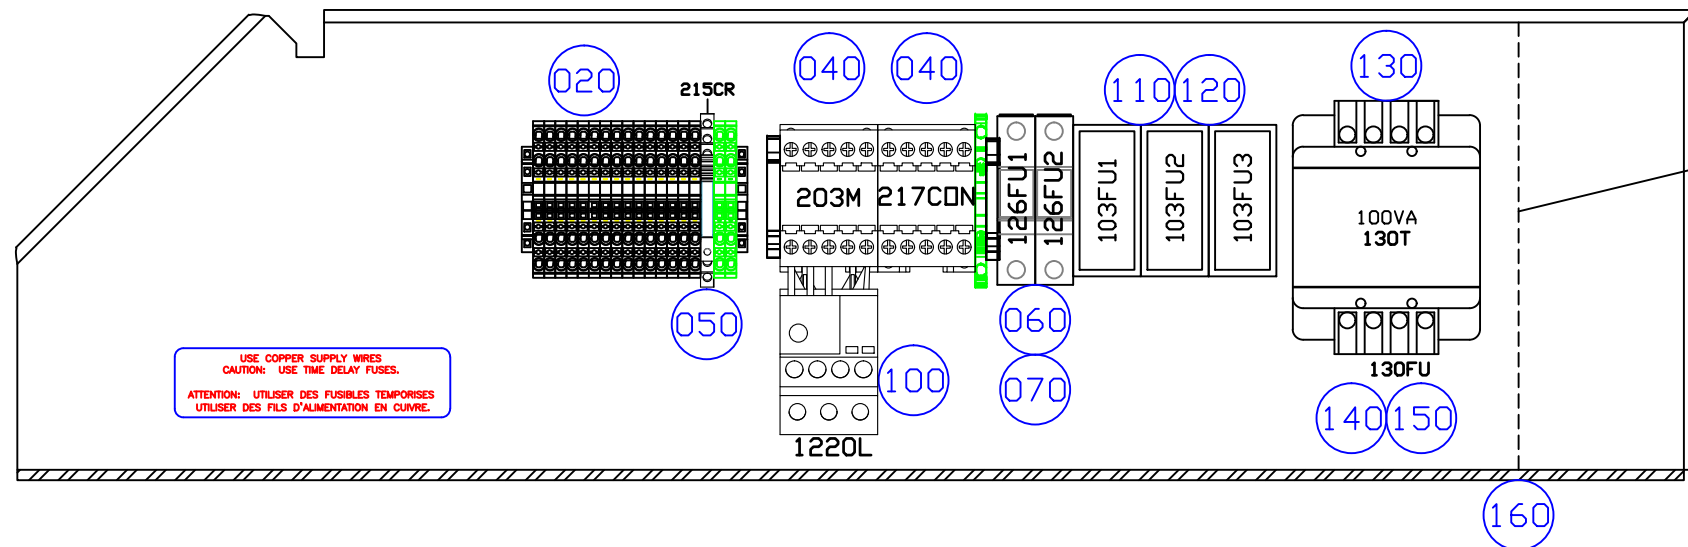 020
215CR
040
040
110
120
130
203M
217CON
126FU1
126FU2
103FU1
103FU2
103FU3
100VA
130T
050
060
070
100
1220L
130FU
140
150
160
USE COPPER SUPPLY WIRES
CAUTION: USE TIME DELAY FUSES.
ATTENTION: UTILISER DES FUSIBLES TEMPORISES
UTILISER DES FILS D'ALIMENTATION EN CUIVRE.